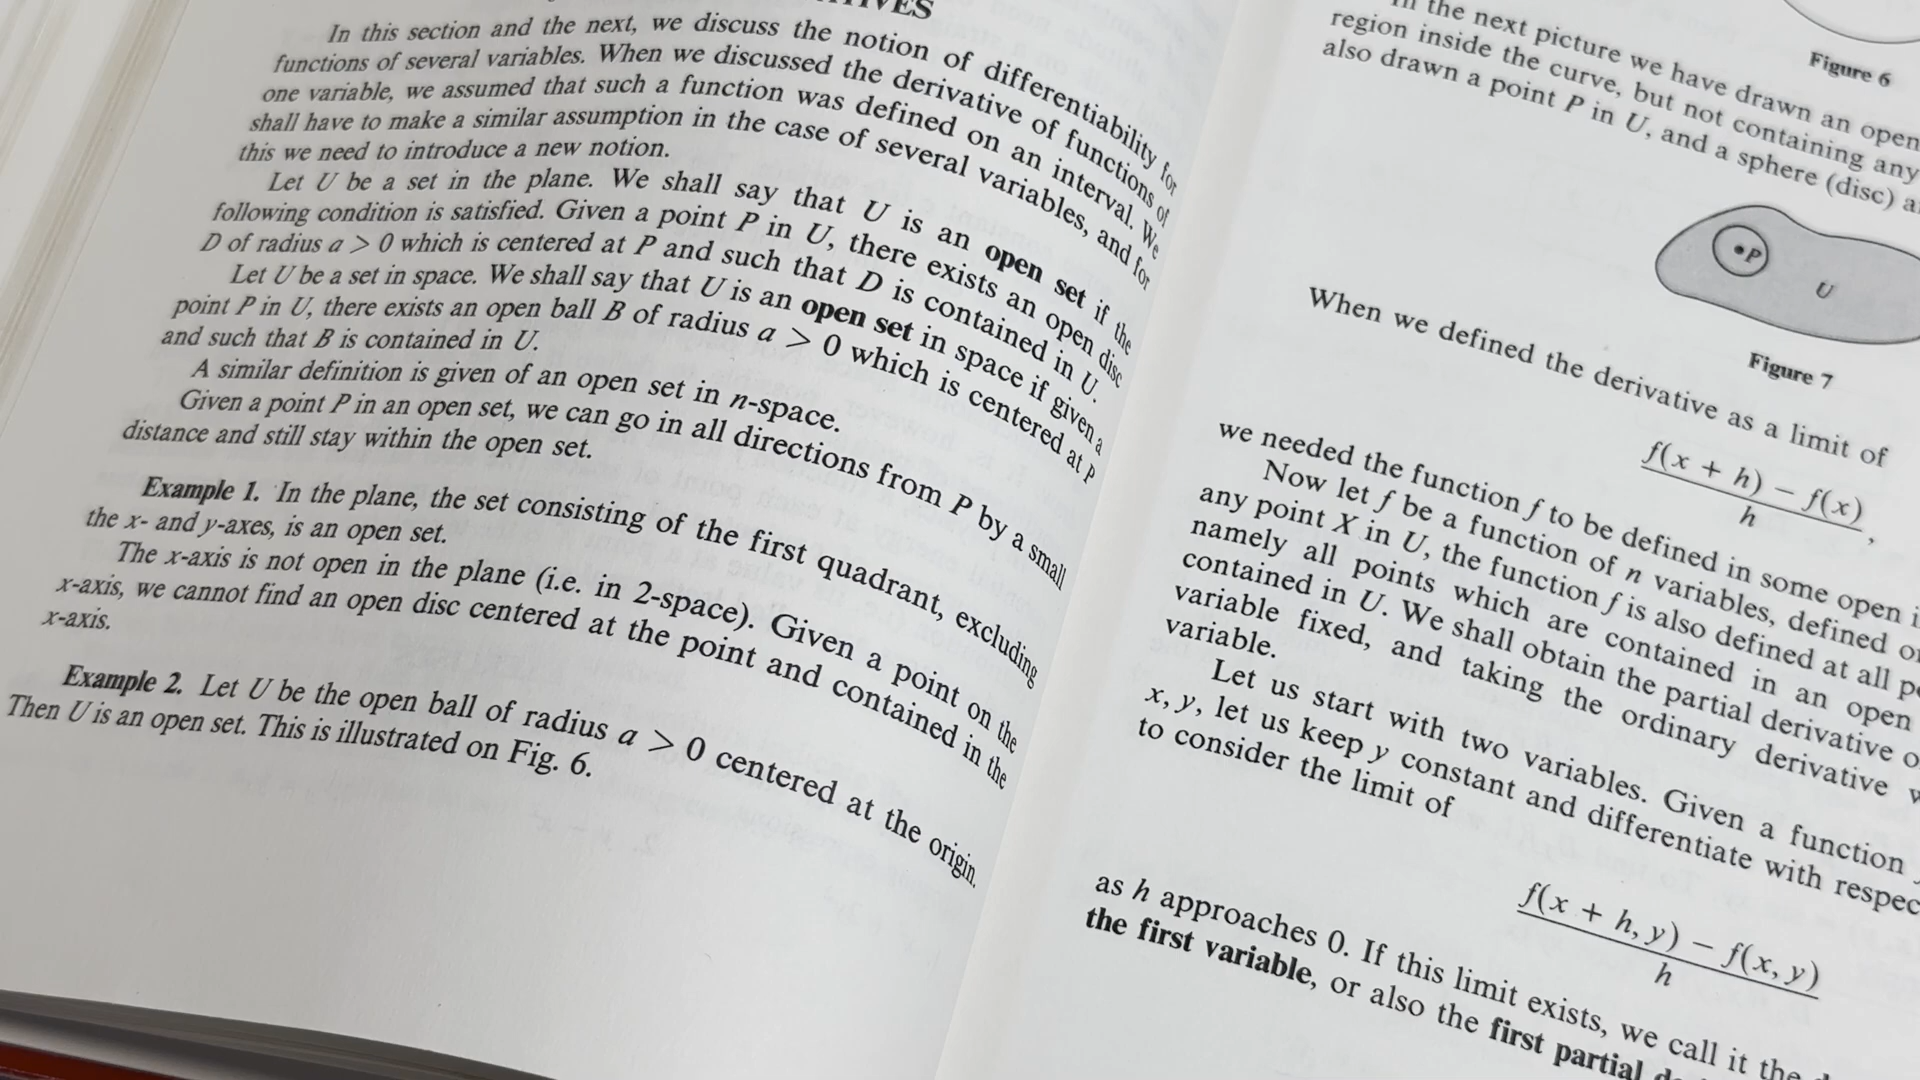 In this section and the next, we discuss the notion of differentiability for
functions of several variables. When we discussed the derivative of functions of
one variable, we assumed that such a function was defined on an interval. We
shall have to make a similar assumption in the case of several variables, and for
this we need to introduce a new notion.
Let U be a set in the plane. We shall say that U is an open set if the
following condition is satisfied. Given a point P in U, there exists an open disc
D of radius a > 0 which is centered at P and such that D is contained in U.
Let U be a set in space. We shall say that U is an open set in space if given a
point P in U, there exists an open ball B of radius a > 0 which is centered at P
and such that B is contained in U.
A similar definition is given of an open set in n-space.
Given a point P in an open set, we can go in all directions from P by a small
distance and still stay within the open set.
Example 1. In the plane, the set consisting of the first quadrant, excluding
the x- and y-axes, is an open set.
The x-axis is not open in the plane (i.e. in 2-space). Given a point on the
x-axis, we cannot find an open disc centered at the point and contained in the
x-axis.
Example 2. Let U be the open ball of radius a > 0 centered at the origin.
Then U is an open set. This is illustrated on Fig. 6.
Figure 6
the next picture we have drawn an open
region inside the curve, but not containing any
also drawn a point P in U, and a sphere (disc)
P
U
Figure 7
When we defined the derivative as a limit of
f(x + h) − f(x)
h ,
we needed the function f to be defined in some open
Now let f be a function of n variables, defined
any point X in U, the function f is also defined at all
namely all points which are contained in an open
contained in U. We shall obtain the partial derivative
variable fixed, and taking the ordinary derivative
variable.
Let us start with two variables. Given a function
x, y, let us keep y constant and differentiate with
to consider the limit of
f(x + h, y) − f(x, y)
h
as h approaches 0. If this limit exists, we call it the
the first variable, or also the first partial